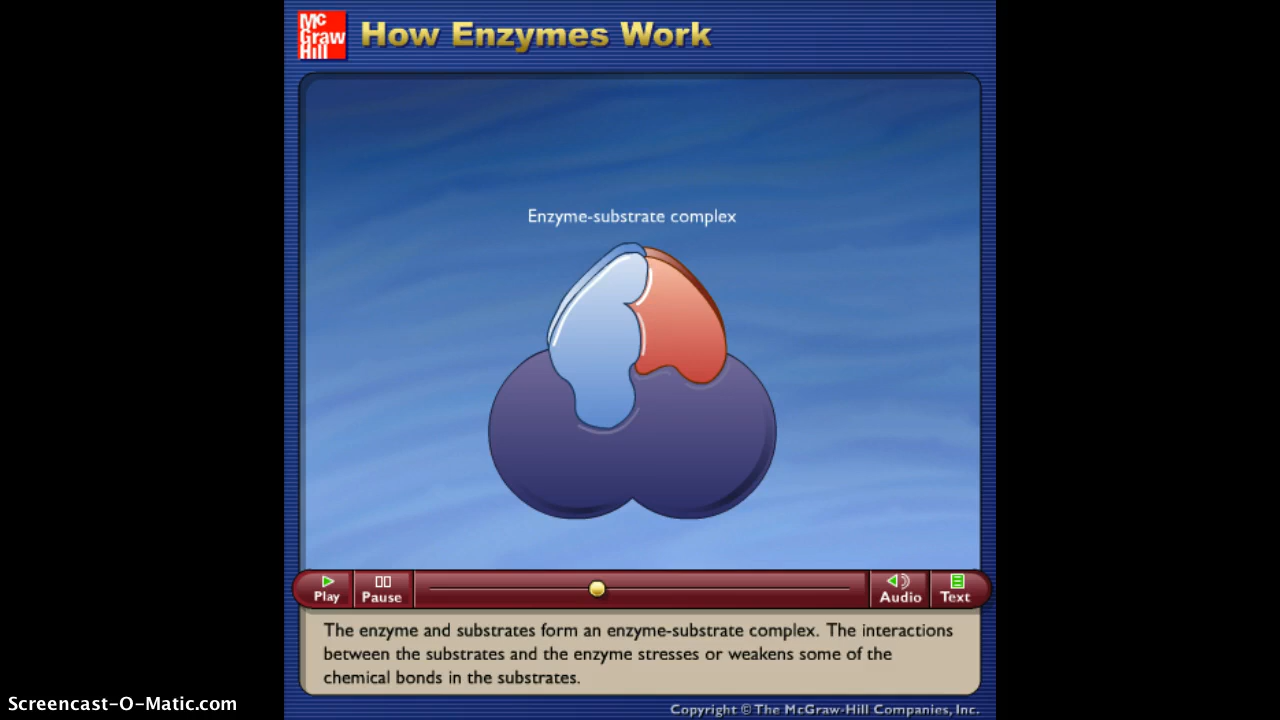 Mc
Graw
Hill
How Enzymes Work
Enzyme-substrate complex
Play
Pause
Audio
Text
The enzyme and substrates form an enzyme-substrate complex. The interactions
between the substrates and the enzyme stresses or weakens some of the
chemical bonds in the substrates.
Screencast-O-Matic.com
Copyright © The McGraw-Hill Companies, Inc.